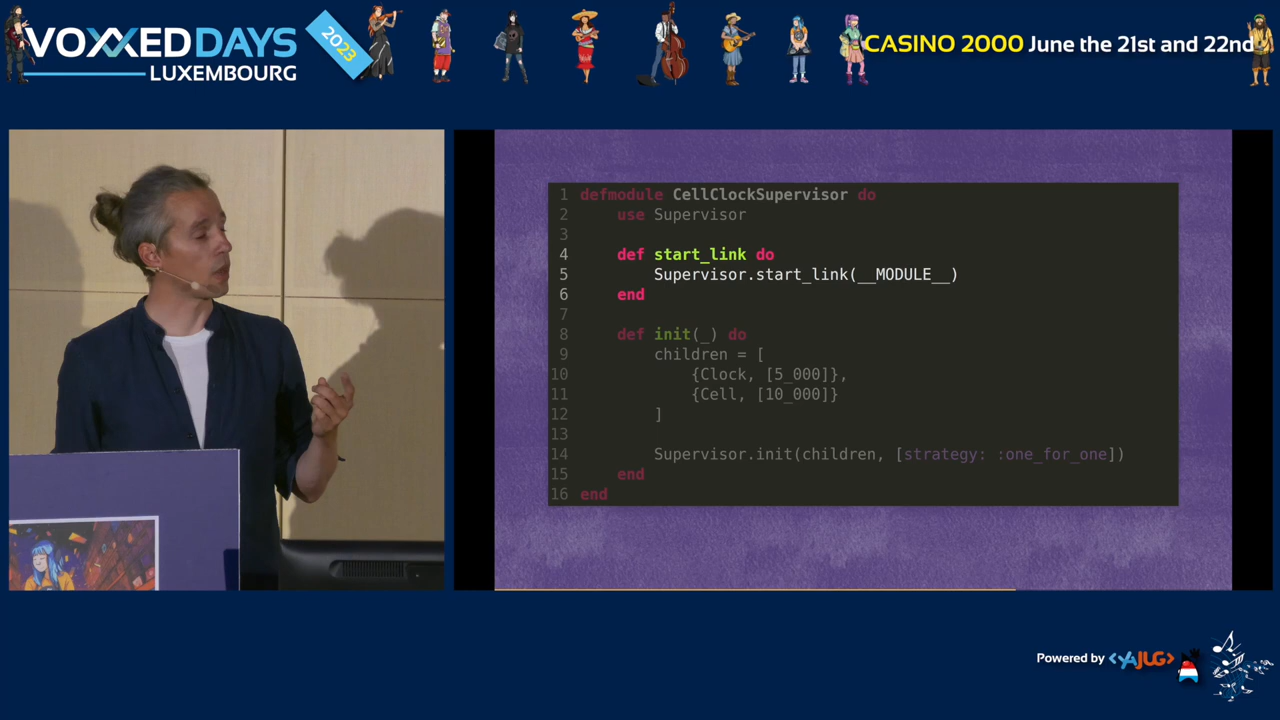 VOXXED DAYS
LUXEMBOURG
2023
CASINO 2000 June the 21st and 22nd
1 defmodule CellClockSupervisor do
2     use Supervisor
3
4     def start_link do
5         Supervisor.start_link(__MODULE__)
6     end
7
8     def init(_) do
9         children = [
10             {Clock, [5_000]},
11             {Cell, [10_000]}
12         ]
13
14         Supervisor.init(children, [strategy: :one_for_one])
15     end
16 end
Powered by <YAJUG>